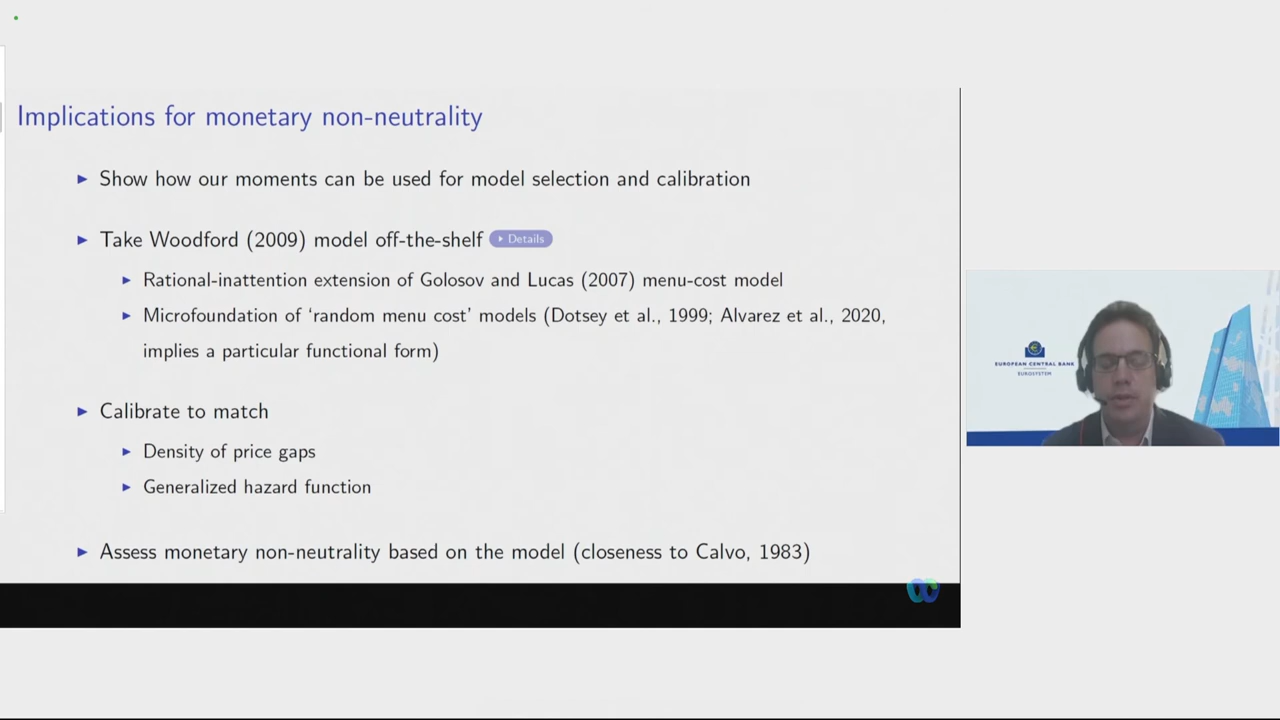 Implications for monetary non-neutrality
Show how our moments can be used for model selection and calibration
Take Woodford (2009) model off-the-shelf Details
Rational-inattention extension of Golosov and Lucas (2007) menu-cost model
Microfoundation of ‘random menu cost’ models (Dotsey et al., 1999; Alvarez et al., 2020,
implies a particular functional form)
Calibrate to match
Density of price gaps
Generalized hazard function
Assess monetary non-neutrality based on the model (closeness to Calvo, 1983)
EUROPEAN CENTRAL BANK
EUROSYSTEM